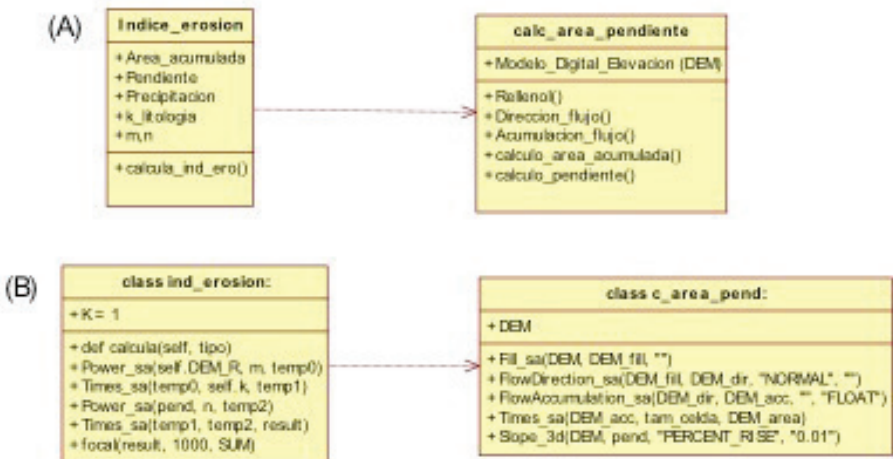 (A)
Indice_erosion
+Area_acumulada
+Pendiente
+Precipitacion
+k_litologia
+m,n
+calcula_ind_ero()
calc_area_pendiente
+Modelo_Digital_Elevacion (DEM)
+Rellenol()
+Direccion_flujo()
+Acumulacion_flujo()
+calculo_area_acumulada()
+calculo_pendiente()
(B)
class ind_erosion:
+K= 1
+def calcula(self, tipo)
+Power_sa(self.DEM_R, m, temp0)
+Times_sa(temp0, self.k, temp1)
+Power_sa(pend, n, temp2)
+Times_sa(temp1, temp2, result)
+focal(result, 1000, SUM)
class c_area_pend:
+DEM
+Fill_sa(DEM, DEM_fill, "")
+FlowDirection_sa(DEM_fill, DEM_dir, "NORMAL", "")
+FlowAccumulation_sa(DEM_dir, DEM_acc, "", "FLOAT")
+Times_sa(DEM_acc, tam_celda, DEM_area)
+Slope_3d(DEM, pend, "PERCENT_RISE", "0.01")